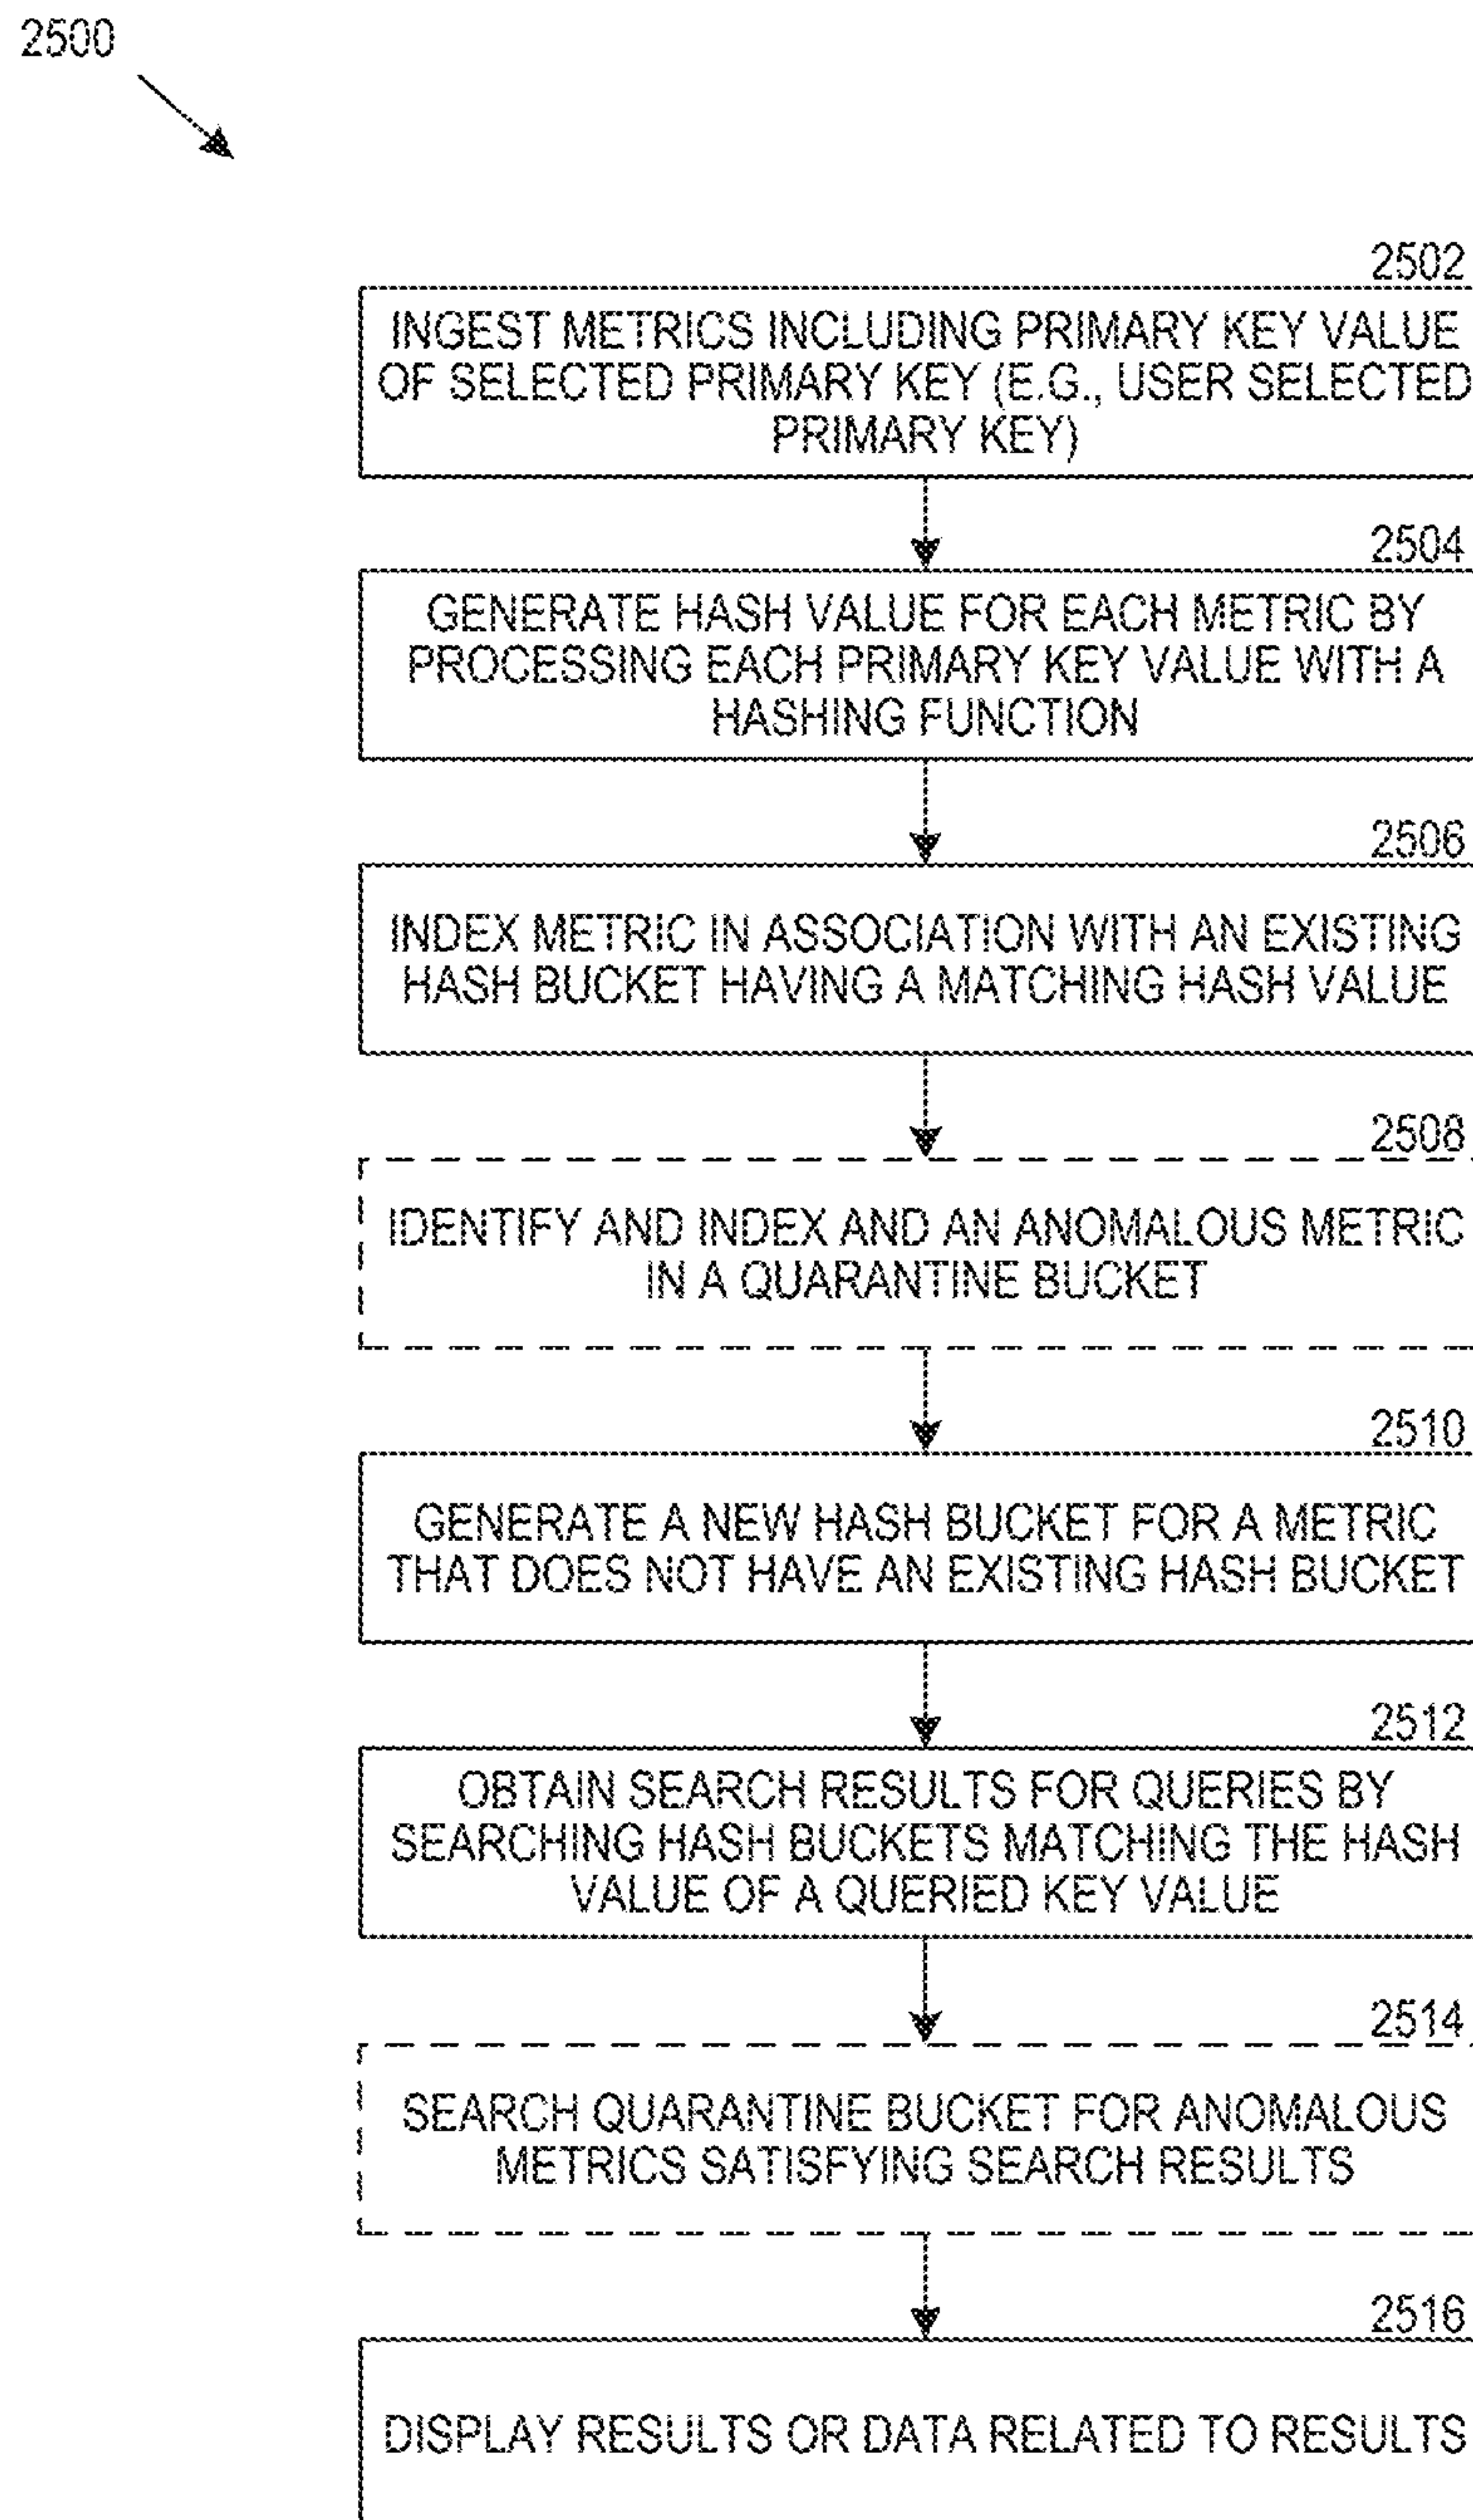 2500
2502
INGEST METRICS INCLUDING PRIMARY KEY VALUE
OF SELECTED PRIMARY KEY (E.G., USER SELECTED
PRIMARY KEY)
2504
GENERATE HASH VALUE FOR EACH METRIC BY
PROCESSING EACH PRIMARY KEY VALUE WITH A
HASHING FUNCTION
2506
INDEX METRIC IN ASSOCIATION WITH AN EXISTING
HASH BUCKET HAVING A MATCHING HASH VALUE
2508
IDENTIFY AND INDEX AND AN ANOMALOUS METRIC
IN A QUARANTINE BUCKET
2510
GENERATE A NEW HASH BUCKET FOR A METRIC
THAT DOES NOT HAVE AN EXISTING HASH BUCKET
2512
OBTAIN SEARCH RESULTS FOR QUERIES BY
SEARCHING HASH BUCKETS MATCHING THE HASH
VALUE OF A QUERIED KEY VALUE
2514
SEARCH QUARANTINE BUCKET FOR ANOMALOUS
METRICS SATISFYING SEARCH RESULTS
2516
DISPLAY RESULTS OR DATA RELATED TO RESULTS